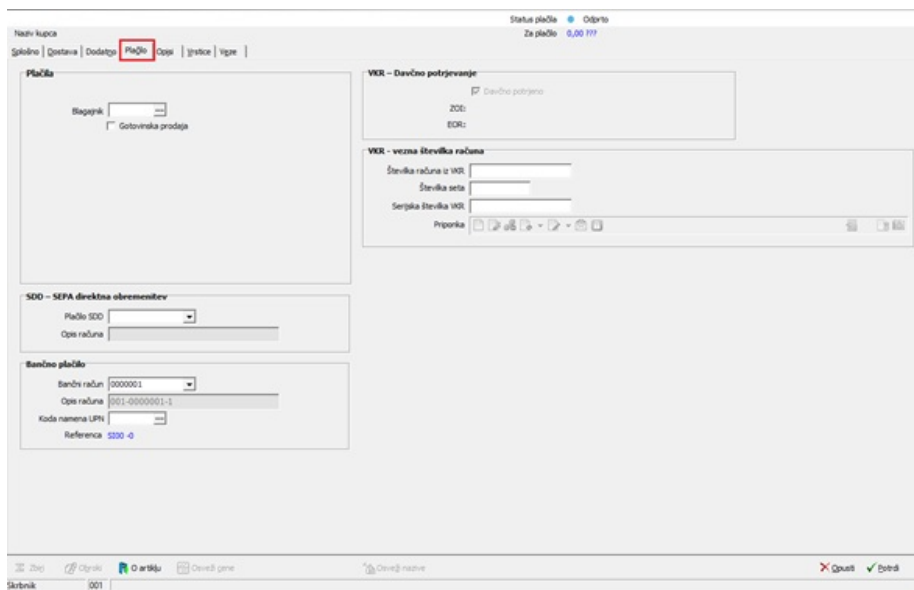 Status plačila Odprto
Naziv kupca
Za plačilo 0,00 ???
Splošno | Dostava | Dodatno | Plačilo | Opisi | Vrstice | Veze |
Plačila
Blagajnik
Gotovinska prodaja
SDD – SEPA direktna obremenitev
Plačilo SDD
Opis računa
Bančno plačilo
Bančni račun 0000001
Opis računa 001-0000001-1
Koda namena UPN
Referenca SI00 -0
VKR – Davčno potrjevanje
Davčno potrjeno
ZOI:
EOR:
VKR - vezna številka računa
Številka računa iz VKR
Številka seta
Serijska številka VKR
Priponka
Zbiri Obroki O artiklu Osveži cene Osveži nazive Opusti Potrdi
Skrbnik 001